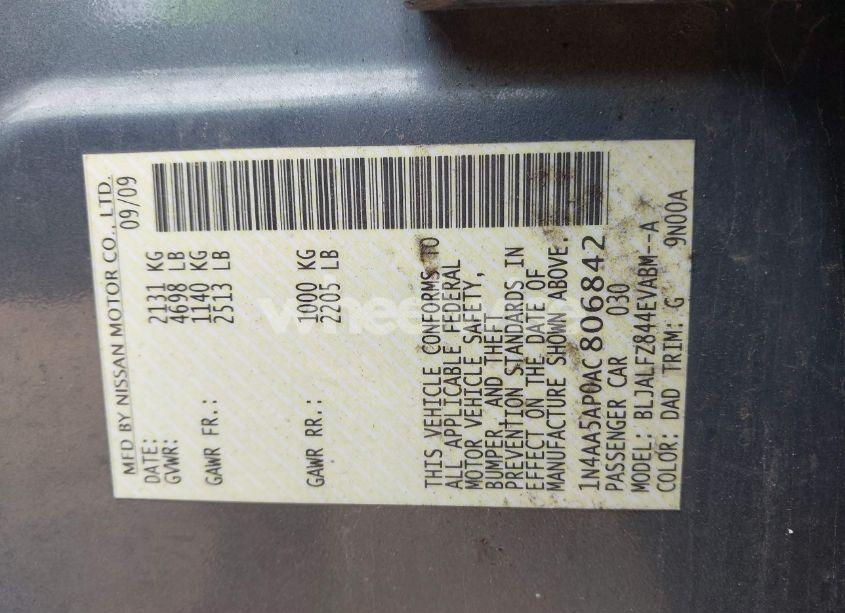 MFD BY NISSAN MOTOR CO., LTD.
DATE: 09/09
GVWR: 2131 KG
4698 LB
GAWR FR.: 1140 KG
2513 LB
GAWR RR.: 1000 KG
2205 LB
THIS VEHICLE CONFORMS TO
ALL APPLICABLE FEDERAL
MOTOR VEHICLE SAFETY,
BUMPER, AND THEFT
PREVENTION STANDARDS IN
EFFECT ON THE DATE OF
MANUFACTURE SHOWN ABOVE.
1N4AA5AP0AC806842
PASSENGER CAR 030
MODEL: BLJALFZ844EVABM--A
COLOR: DAD TRIM: G 9N00A